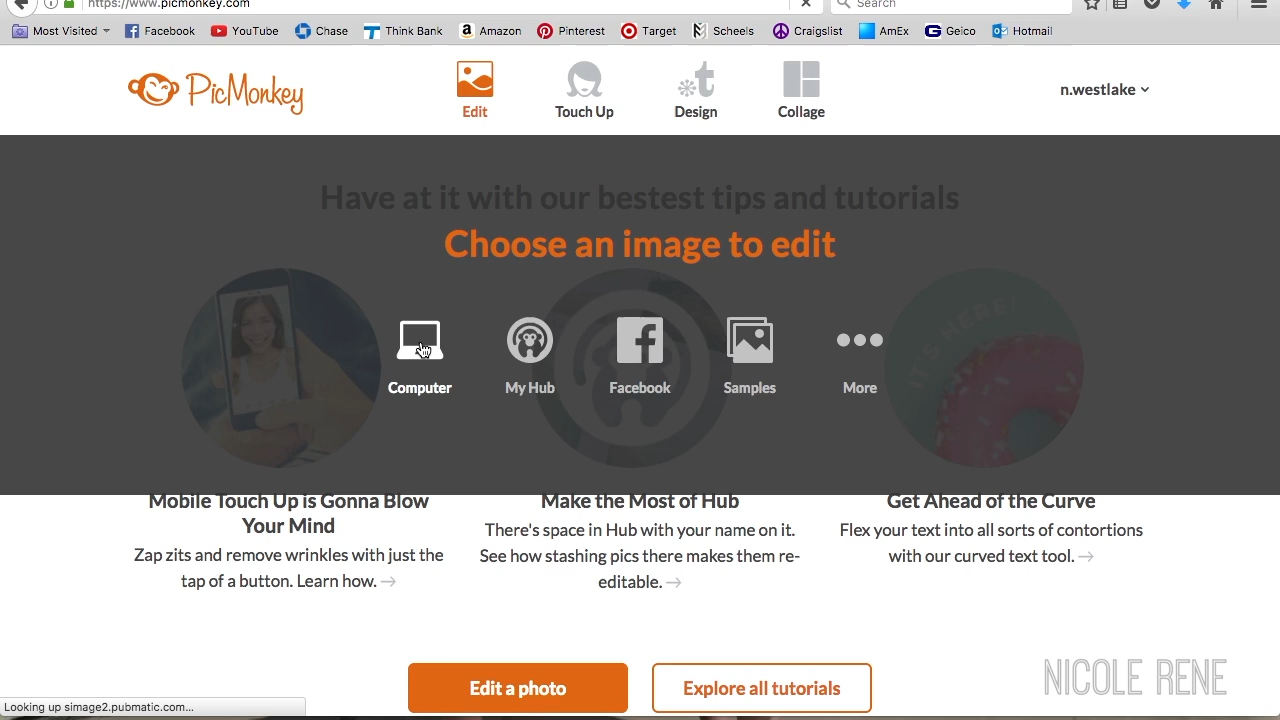 https://www.picmonkey.com
Search
Most Visited
Facebook
YouTube
Chase
Think Bank
Amazon
Pinterest
Target
Scheels
Craigslist
AmEx
Geico
Hotmail
PicMonkey
Edit
Touch Up
Design
Collage
n.westlake
Have at it with our bestest tips and tutorials
Choose an image to edit
IT'S HERE!
Computer
My Hub
Facebook
Samples
More
Mobile Touch Up is Gonna Blow
Your Mind
Zap zits and remove wrinkles with just the
tap of a button. Learn how. →
Make the Most of Hub
There's space in Hub with your name on it.
See how stashing pics there makes them re-
editable. →
Get Ahead of the Curve
Flex your text into all sorts of contortions
with our curved text tool. →
Edit a photo
Explore all tutorials
NICOLE RENE
Looking up simage2.pubmatic.com...